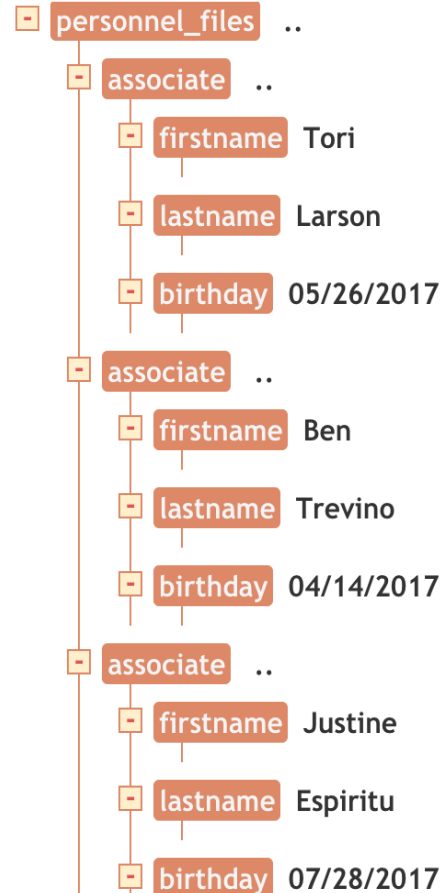 - personnel_files ..
- associate ..
- firstname Tori
- lastname Larson
- birthday 05/26/2017
- associate ..
- firstname Ben
- lastname Trevino
- birthday 04/14/2017
- associate ..
- firstname Justine
- lastname Espiritu
- birthday 07/28/2017